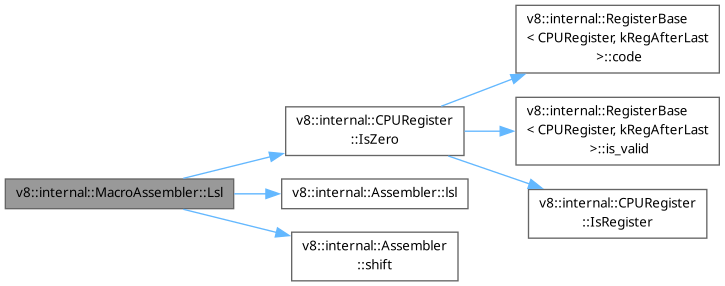 v8::internal::MacroAssembler::Lsl
v8::internal::CPURegister
::IsZero
v8::internal::Assembler::lsl
v8::internal::Assembler
::shift
v8::internal::RegisterBase
< CPURegister, kRegAfterLast
>::code
v8::internal::RegisterBase
< CPURegister, kRegAfterLast
>::is_valid
v8::internal::CPURegister
::IsRegister